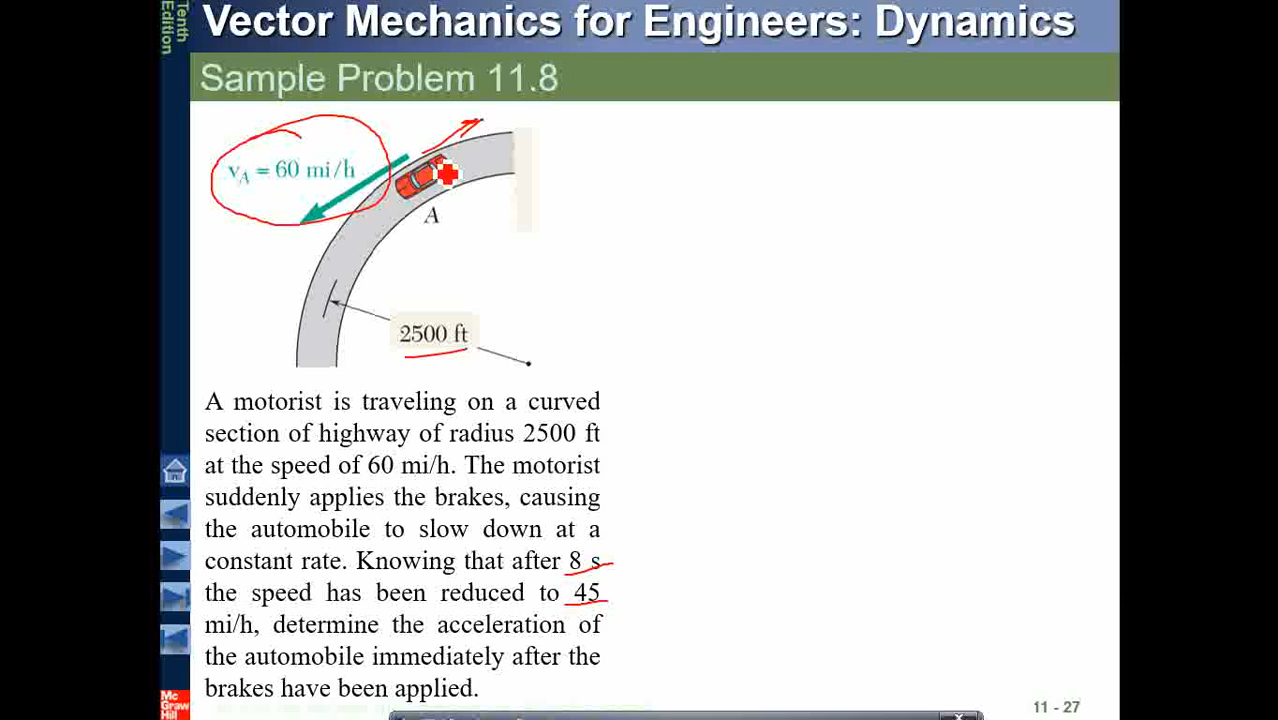 Tenth
Edition
Vector Mechanics for Engineers: Dynamics
Sample Problem 11.8
vA = 60 mi/h
A
2500 ft
A motorist is traveling on a curved
section of highway of radius 2500 ft
at the speed of 60 mi/h. The motorist
suddenly applies the brakes, causing
the automobile to slow down at a
constant rate. Knowing that after 8 s
the speed has been reduced to 45
mi/h, determine the acceleration of
the automobile immediately after the
brakes have been applied.
Mc
Graw
Hill
11 - 27